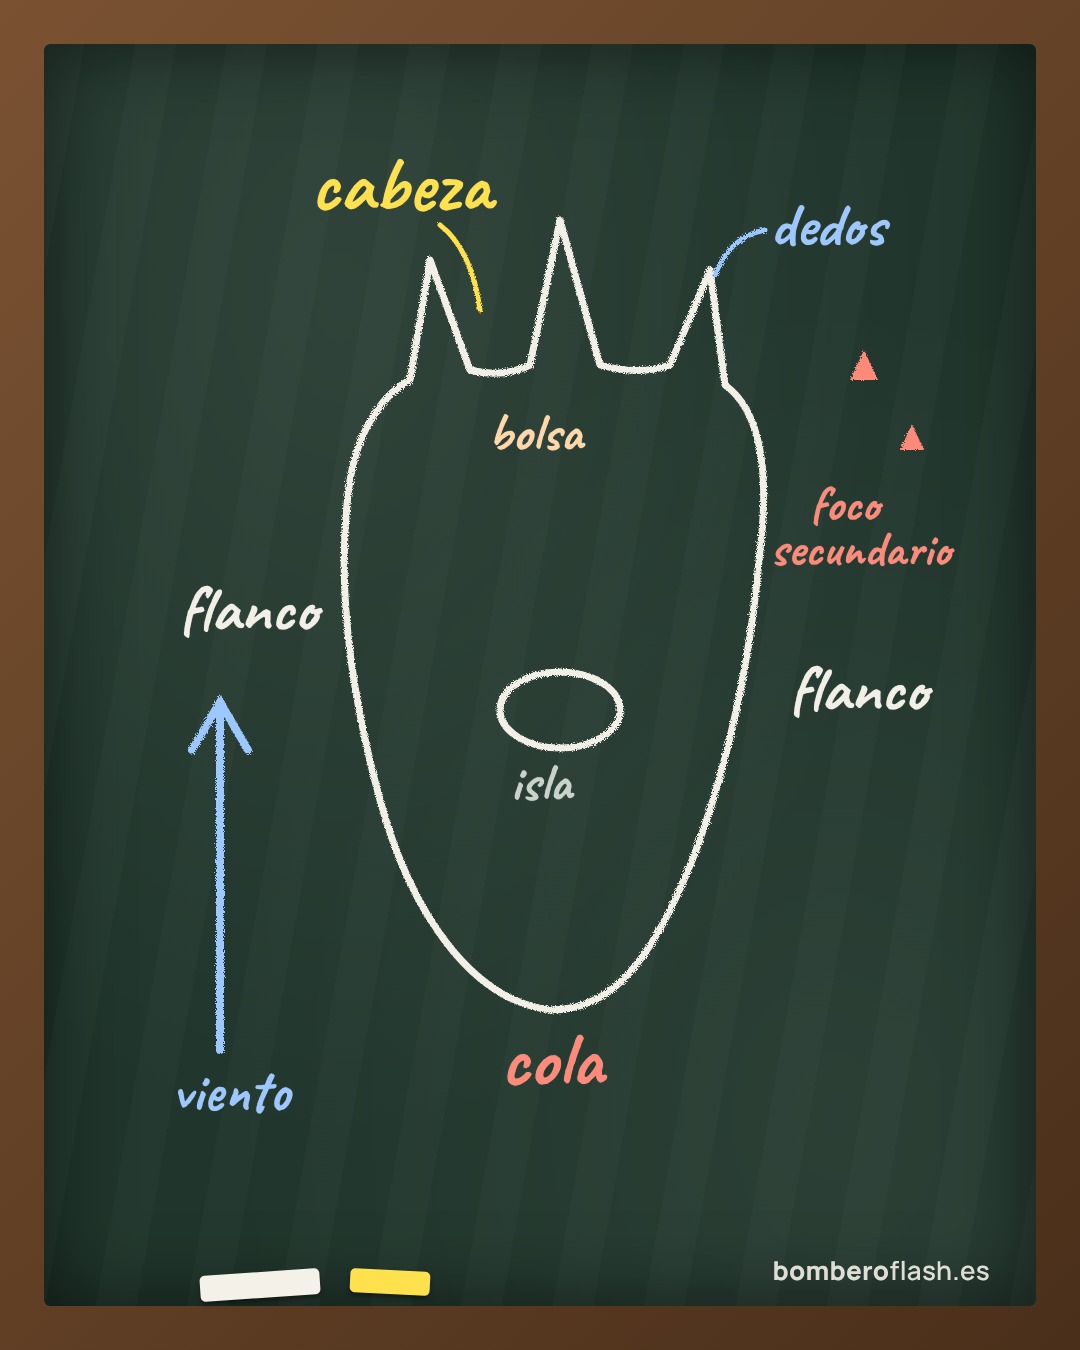 cabeza
dedos
bolsa
foco
secundario
flanco
flanco
isla
cola
viento
bomberoflash.es